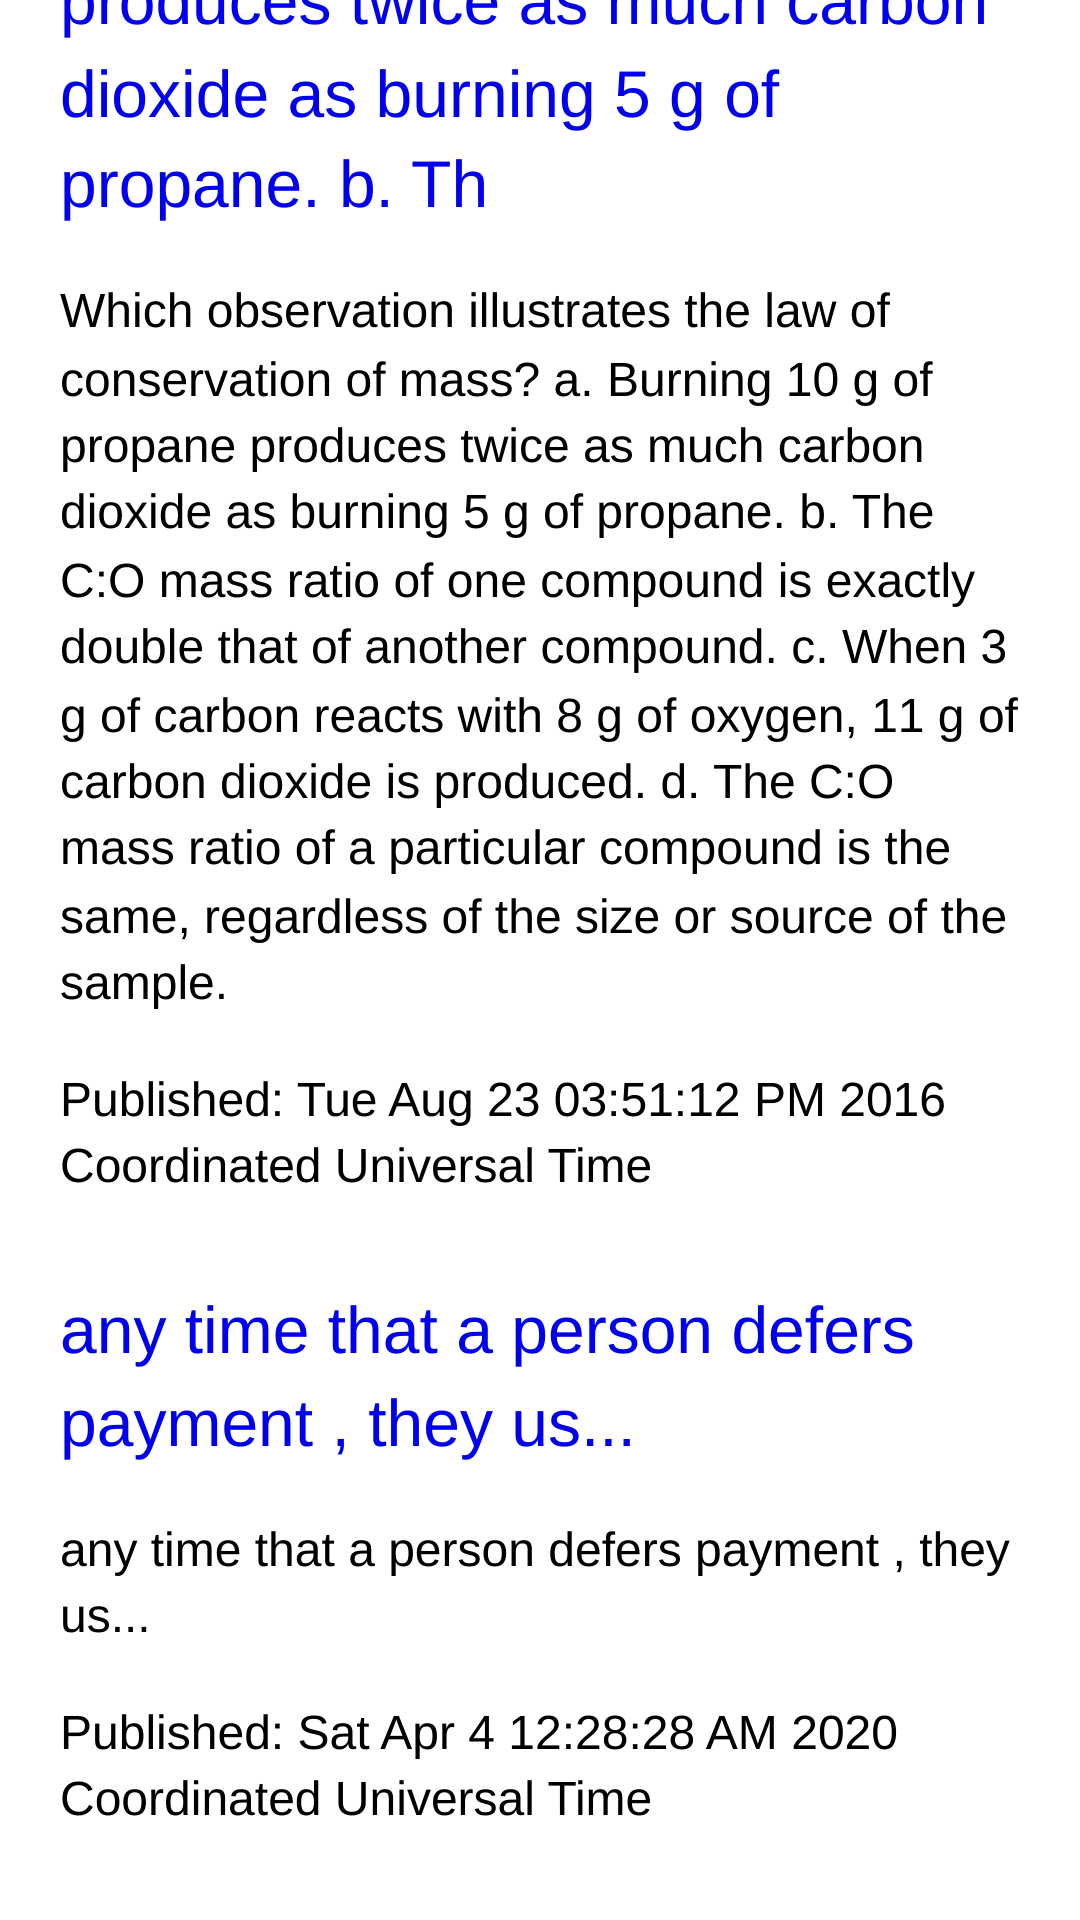 produces twice as much carbon
dioxide as burning 5 g of
propane. b. Th
Which observation illustrates the law of
conservation of mass? a. Burning 10 g of
propane produces twice as much carbon
dioxide as burning 5 g of propane. b. The
C:O mass ratio of one compound is exactly
double that of another compound. c. When 3
g of carbon reacts with 8 g of oxygen, 11 g of
carbon dioxide is produced. d. The C:O
mass ratio of a particular compound is the
same, regardless of the size or source of the
sample.
Published: Tue Aug 23 03:51:12 PM 2016
Coordinated Universal Time
any time that a person defers
payment , they us...
any time that a person defers payment , they
us...
Published: Sat Apr 4 12:28:28 AM 2020
Coordinated Universal Time